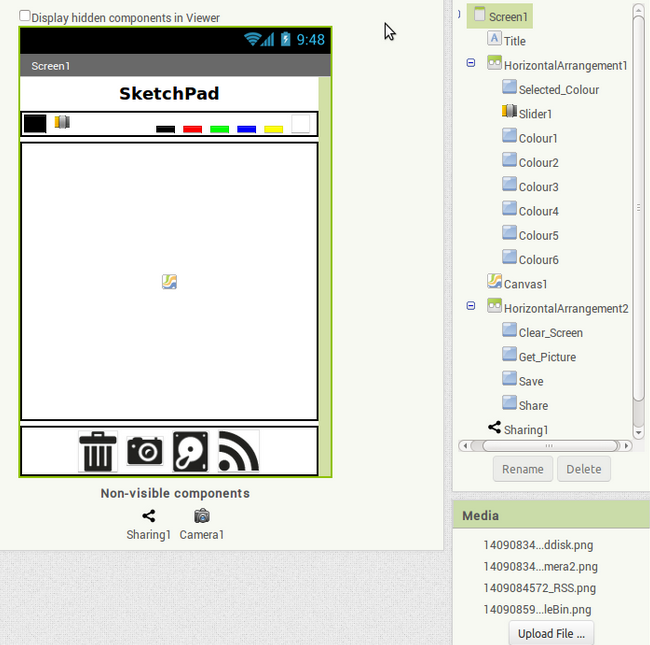 Display hidden components in Viewer
9:48
Screen1
SketchPad
Non-visible components
Sharing1 Camera1
Screen1
Title
HorizontalArrangement1
Selected_Colour
Slider1
Colour1
Colour2
Colour3
Colour4
Colour5
Colour6
Canvas1
HorizontalArrangement2
Clear_Screen
Get_Picture
Save
Share
Sharing1
Rename Delete
Media
14090834...ddisk.png
14090834...mera2.png
1409084572_RSS.png
14090859...leBin.png
Upload File ...